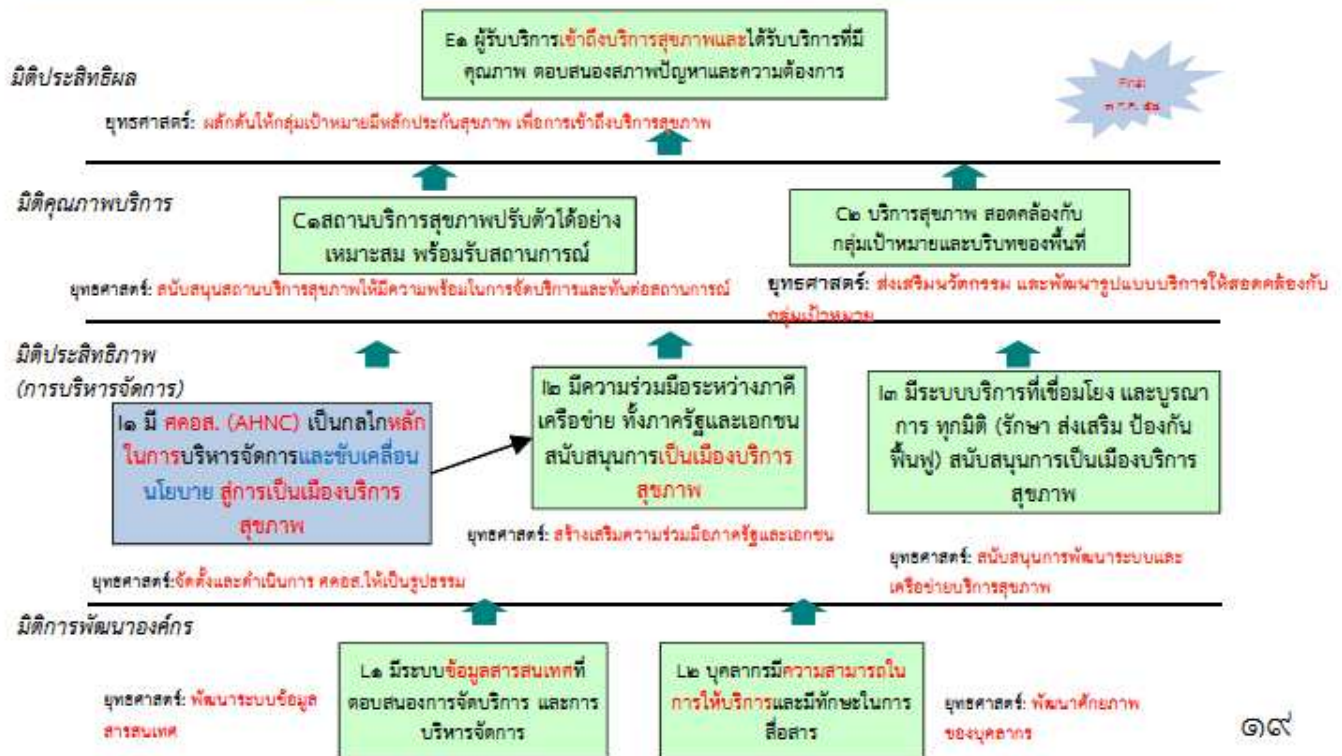 E๑ ผู้รับบริการเข้าถึงบริการสุขภาพและได้รับบริการที่มี
คุณภาพ ตอบสนองสภาพปัญหาและความต้องการ
มิติประสิทธิผล
ยุทธศาสตร์: ผลักดันให้กลุ่มเป้าหมายมีหลักประกันสุขภาพ เพื่อการเข้าถึงบริการสุขภาพ
มิติคุณภาพบริการ
C๑สถานบริการสุขภาพปรับตัวได้อย่าง
เหมาะสม พร้อมรับสถานการณ์
ยุทธศาสตร์: สนับสนุนสถานบริการสุขภาพให้มีความพร้อมในการจัดบริการและทันต่อสถานการณ์
C๒ บริการสุขภาพ สอดคล้องกับ
กลุ่มเป้าหมายและบริบทของพื้นที่
ยุทธศาสตร์: ส่งเสริมนวัตกรรม และพัฒนารูปแบบบริการให้สอดคล้องกับ
กลุ่มเป้าหมาย
มิติประสิทธิภาพ
(การบริหารจัดการ)
I๑ มี ศคอส. (AHNC) เป็นกลไกหลัก
ในการบริหารจัดการและขับเคลื่อน
นโยบาย สู่การเป็นเมืองบริการ
สุขภาพ
ยุทธศาสตร์:จัดตั้งและดำเนินการ ศคอส.ให้เป็นรูปธรรม
I๒ มีความร่วมมือระหว่างภาคี
เครือข่าย ทั้งภาครัฐและเอกชน
สนับสนุนการเป็นเมืองบริการ
สุขภาพ
ยุทธศาสตร์: สร้างเสริมความร่วมมือภาครัฐและเอกชน
I๓ มีระบบบริการที่เชื่อมโยง และบูรณา
การ ทุกมิติ (รักษา ส่งเสริม ป้องกัน
ฟื้นฟู) สนับสนุนการเป็นเมืองบริการ
สุขภาพ
ยุทธศาสตร์: สนับสนุนการพัฒนาระบบและ
เครือข่ายบริการสุขภาพ
มิติการพัฒนาองค์กร
ยุทธศาสตร์: พัฒนาระบบข้อมูล
สารสนเทศ
L๑ มีระบบข้อมูลสารสนเทศที่
ตอบสนองการจัดบริการ และการ
บริหารจัดการ
L๒ บุคลากรมีความสามารถใน
การให้บริการและมีทักษะในการ
สื่อสาร
ยุทธศาสตร์: พัฒนาศักยภาพ
ของบุคลากร
๑๙